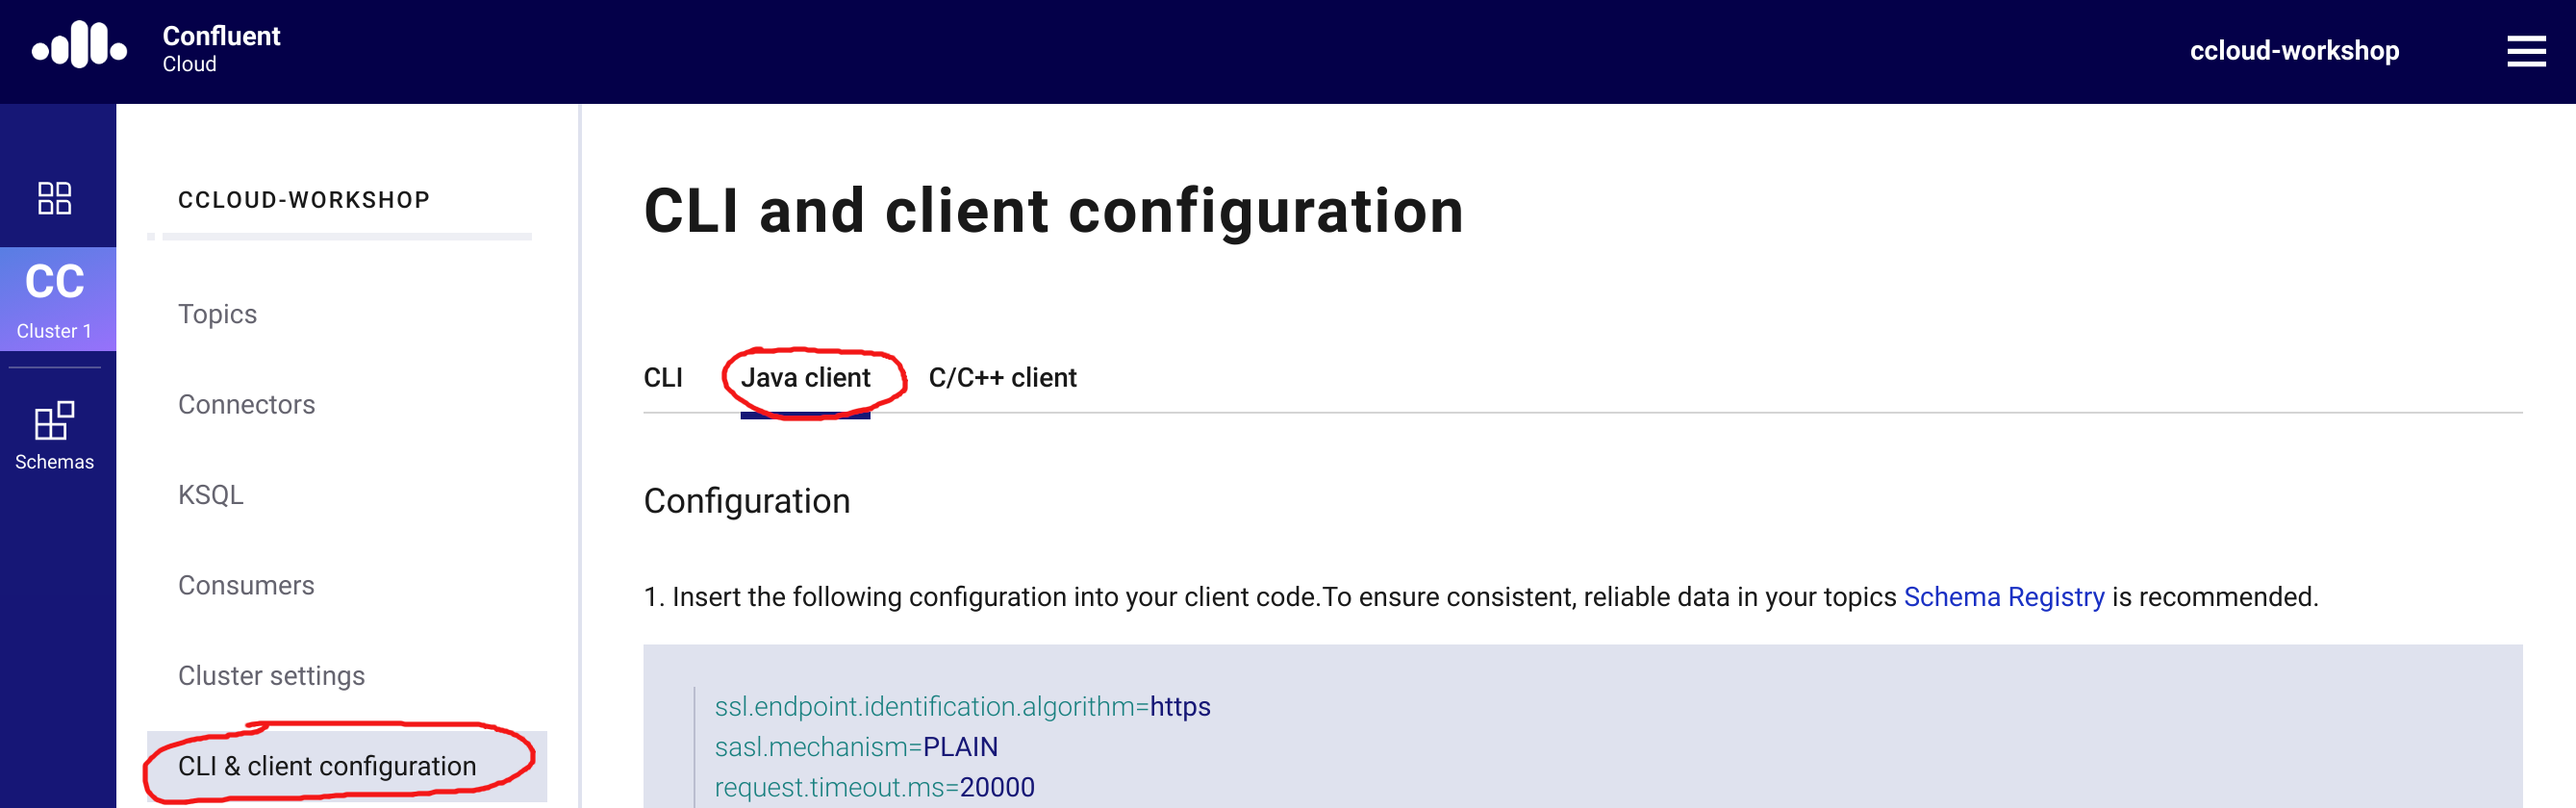 Confluent
Cloud
ccloud-workshop
CC
Cluster 1
Schemas
CCLOUD-WORKSHOP
Topics
Connectors
KSQL
Consumers
Cluster settings
CLI & client configuration
CLI and client configuration
CLI Java client C/C++ client
Configuration
1. Insert the following configuration into your client code.To ensure consistent, reliable data in your topics Schema Registry is recommended.
ssl.endpoint.identification.algorithm=https
sasl.mechanism=PLAIN
request.timeout.ms=20000